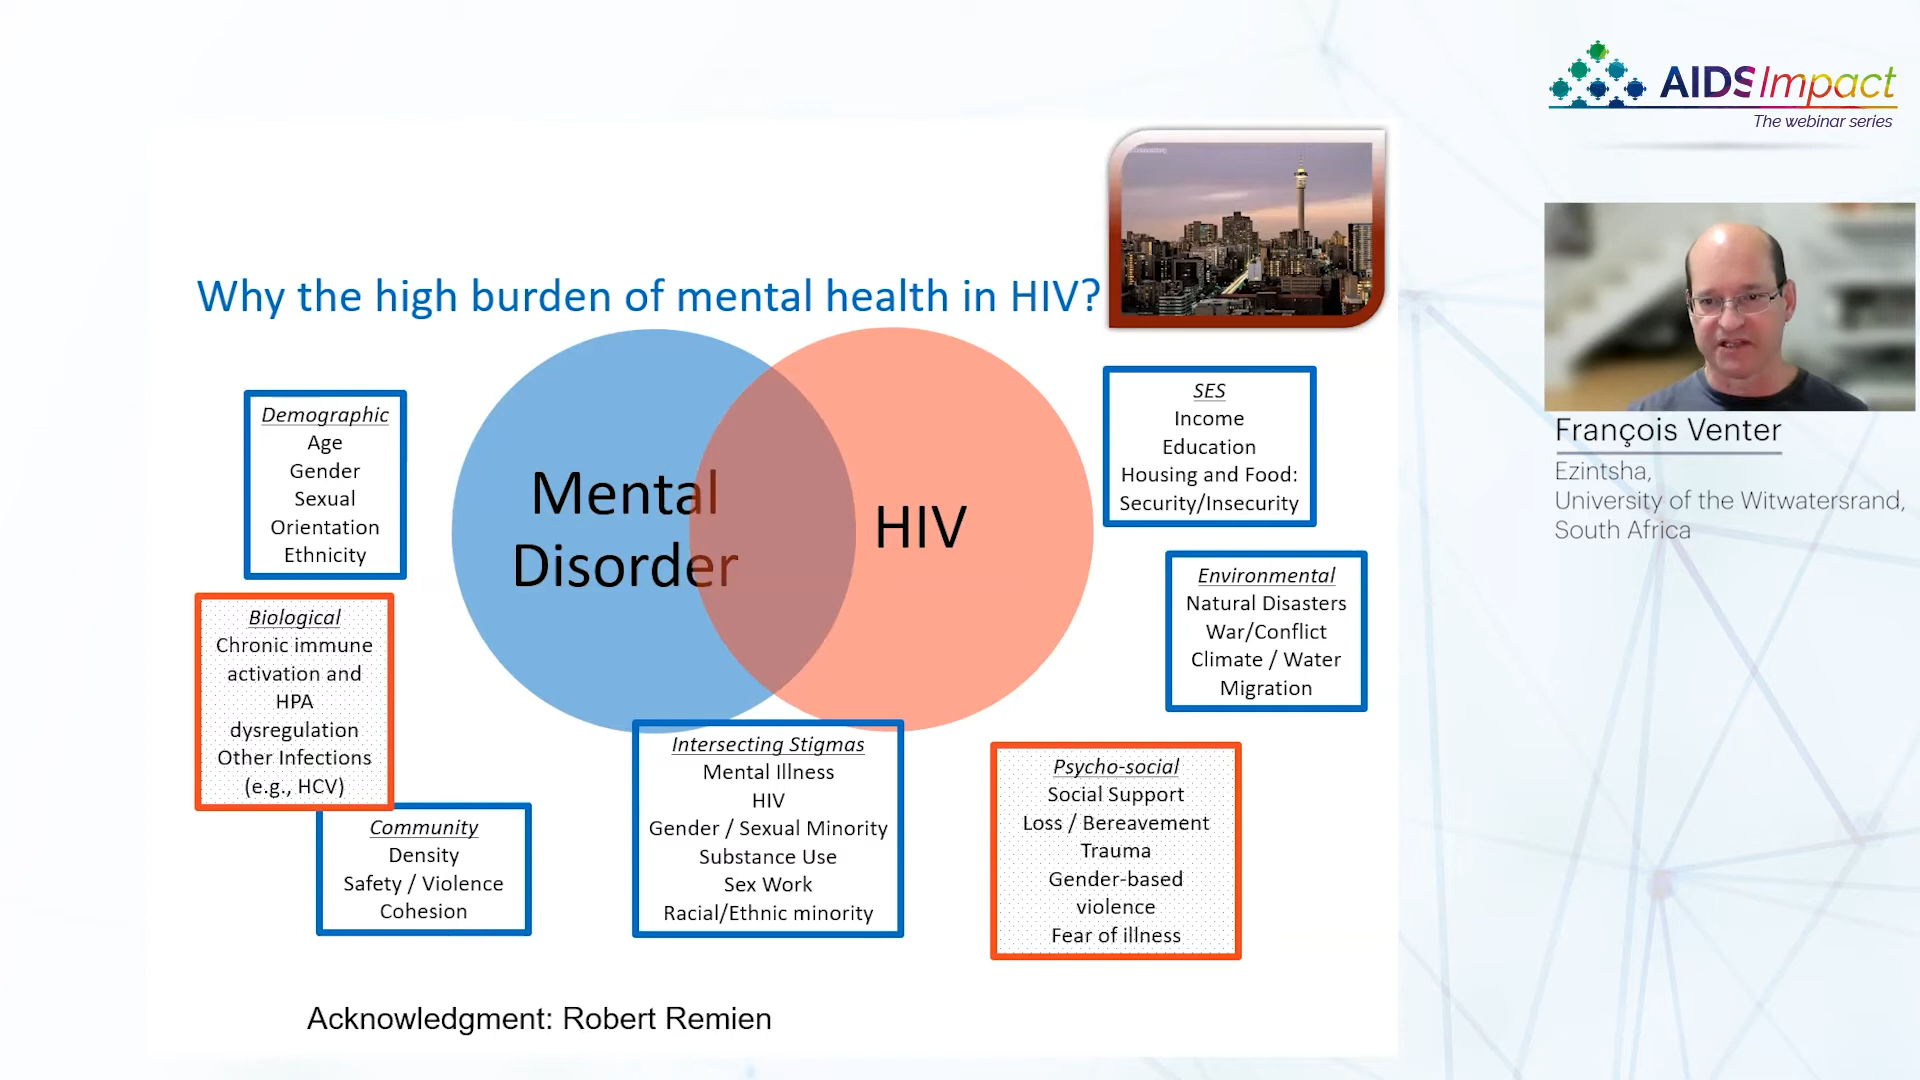 AIDSImpact
The webinar series
Why the high burden of mental health in HIV?
Mental
Disorder
HIV
Demographic
Age
Gender
Sexual
Orientation
Ethnicity
Biological
Chronic immune
activation and
HPA
dysregulation
Other Infections
(e.g., HCV)
Community
Density
Safety / Violence
Cohesion
Intersecting Stigmas
Mental Illness
HIV
Gender / Sexual Minority
Substance Use
Sex Work
Racial/Ethnic minority
SES
Income
Education
Housing and Food:
Security/Insecurity
Environmental
Natural Disasters
War/Conflict
Climate / Water
Migration
Psycho-social
Social Support
Loss / Bereavement
Trauma
Gender-based
violence
Fear of illness
Acknowledgment: Robert Remien
François Venter
Ezintsha,
University of the Witwatersrand,
South Africa